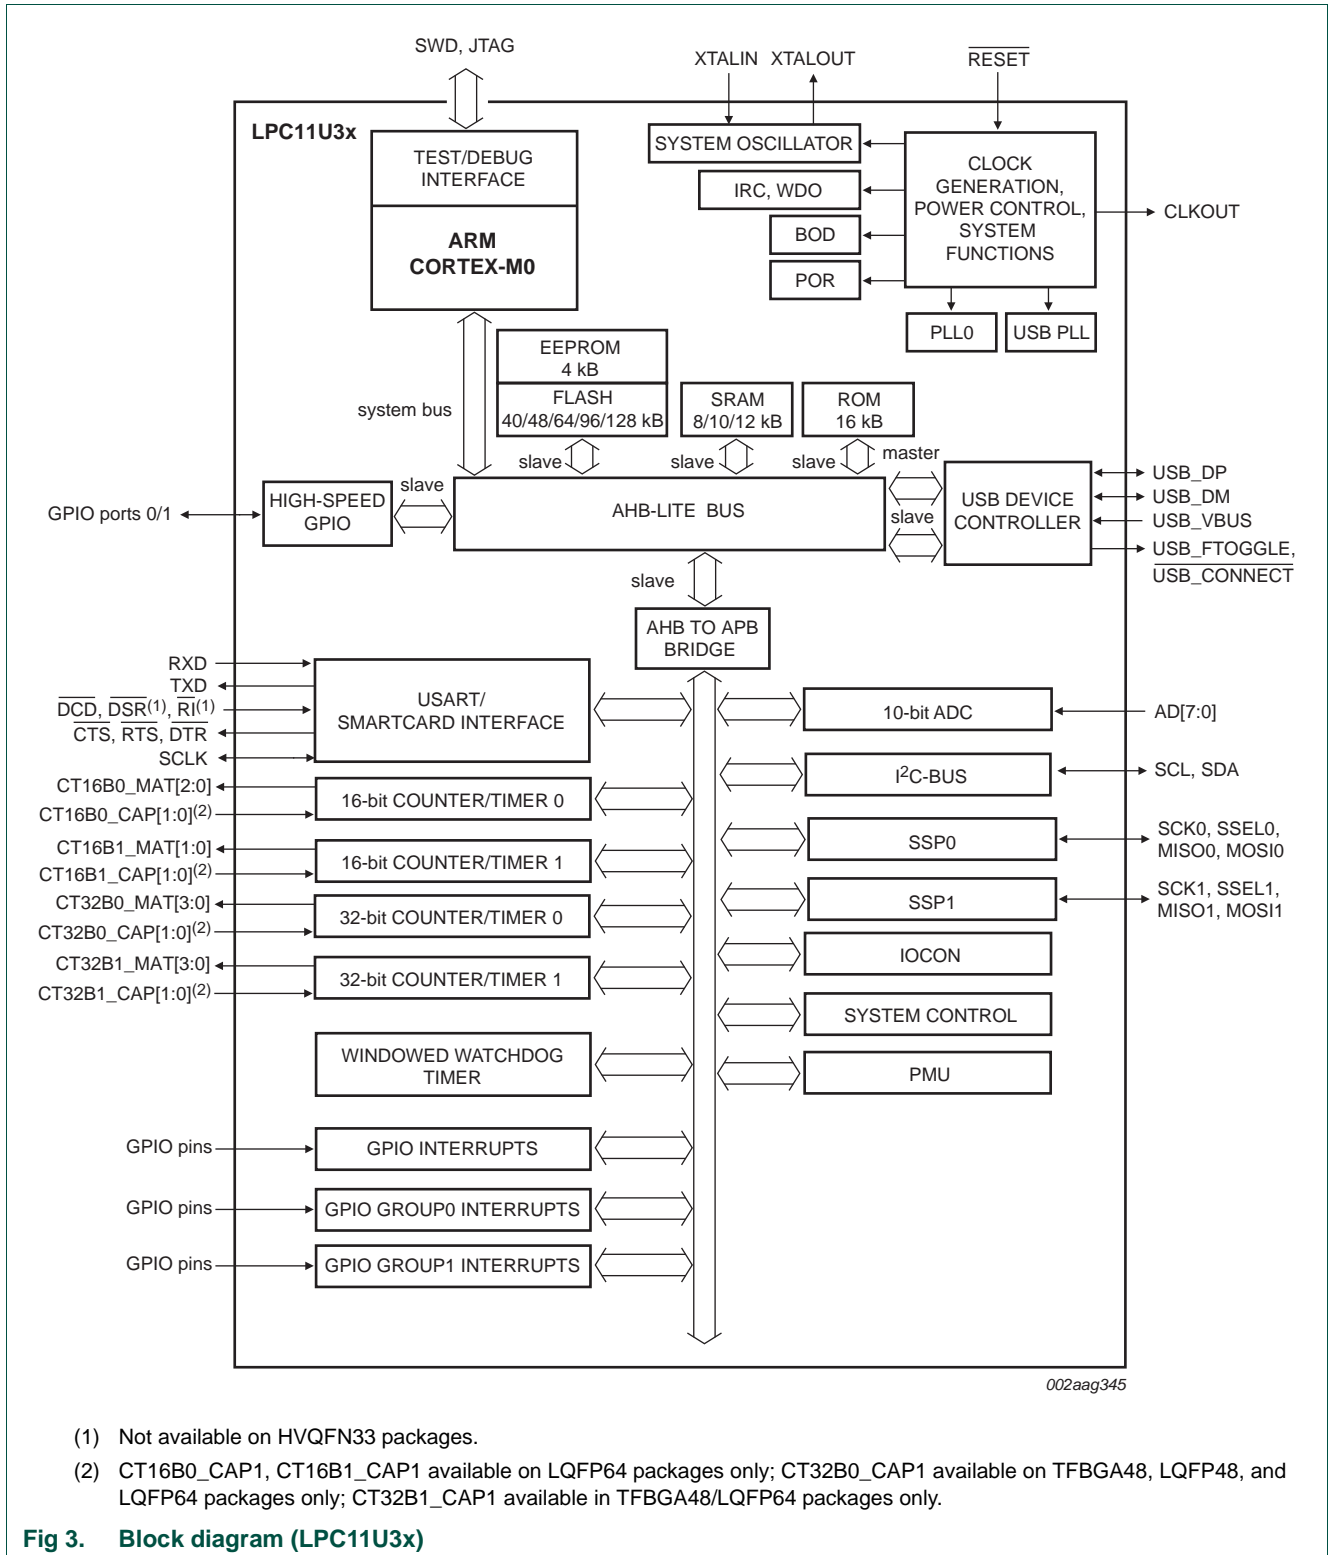 SWD, JTAG
XTALIN XTALOUT
RESET
LPC11U3x
TEST/DEBUG
INTERFACE
ARM
CORTEX-M0
SYSTEM OSCILLATOR
IRC, WDO
BOD
POR
CLOCK
GENERATION,
POWER CONTROL,
SYSTEM
FUNCTIONS
CLKOUT
PLL0
USB PLL
system bus
EEPROM
4 kB
FLASH
40/48/64/96/128 kB
SRAM
8/10/12 kB
ROM
16 kB
slave
slave
slave
master
GPIO ports 0/1
HIGH-SPEED
GPIO
slave
AHB-LITE BUS
slave
USB DEVICE
CONTROLLER
USB_DP
USB_DM
USB_VBUS
USB_FTOGGLE,
USB_CONNECT
slave
AHB TO APB
BRIDGE
RXD
TXD
DCD, DSR(1), RI(1)
CTS, RTS, DTR
SCLK
USART/
SMARTCARD INTERFACE
CT16B0_MAT[2:0]
CT16B0_CAP[1:0](2)
16-bit COUNTER/TIMER 0
CT16B1_MAT[1:0]
CT16B1_CAP[1:0](2)
16-bit COUNTER/TIMER 1
CT32B0_MAT[3:0]
CT32B0_CAP[1:0](2)
32-bit COUNTER/TIMER 0
CT32B1_MAT[3:0]
CT32B1_CAP[1:0](2)
32-bit COUNTER/TIMER 1
WINDOWED WATCHDOG
TIMER
GPIO pins
GPIO INTERRUPTS
GPIO pins
GPIO GROUP0 INTERRUPTS
GPIO pins
GPIO GROUP1 INTERRUPTS
10-bit ADC
AD[7:0]
I2C-BUS
SCL, SDA
SSP0
SCK0, SSEL0,
MISO0, MOSI0
SSP1
SCK1, SSEL1,
MISO1, MOSI1
IOCON
SYSTEM CONTROL
PMU
002aag345
(1) Not available on HVQFN33 packages.
(2) CT16B0_CAP1, CT16B1_CAP1 available on LQFP64 packages only; CT32B0_CAP1 available on TFBGA48, LQFP48, and
LQFP64 packages only; CT32B1_CAP1 available in TFBGA48/LQFP64 packages only.
Fig 3. Block diagram (LPC11U3x)